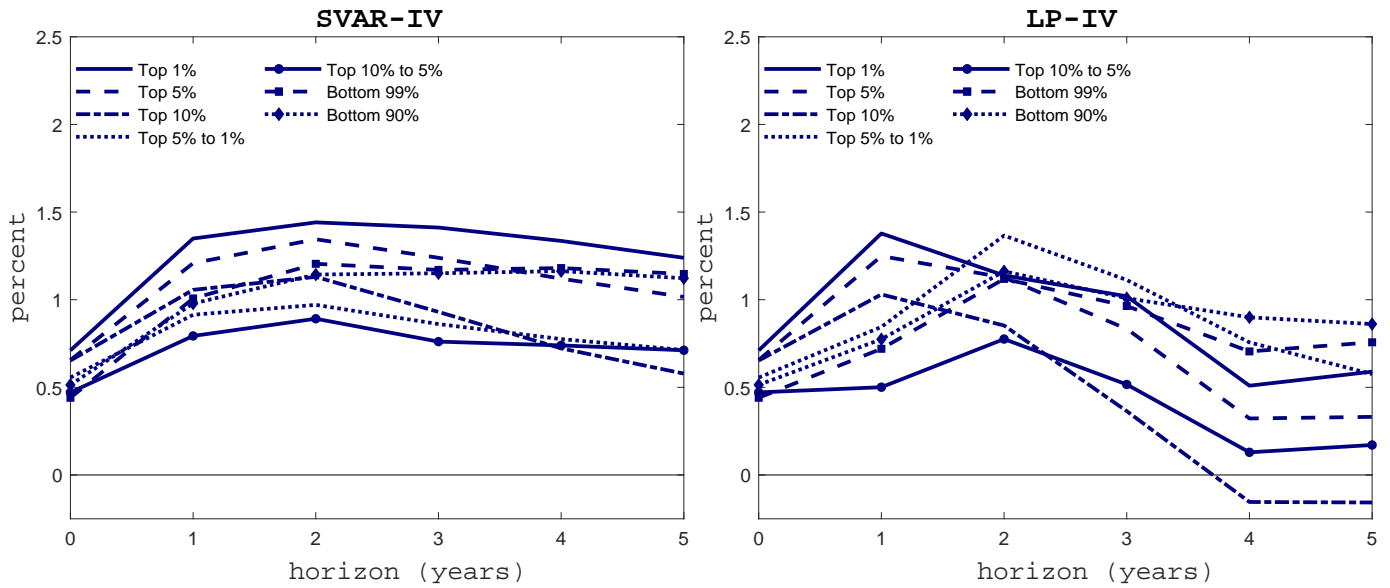 SVAR-IV
2.5
2
1.5
1
0.5
0
percent
Top 1%
Top 5%
Top 10%
Top 5% to 1%
Top 10% to 5%
Bottom 99%
Bottom 90%
0 1 2 3 4 5
horizon (years)
LP-IV
2.5
2
1.5
1
0.5
0
percent
Top 1%
Top 5%
Top 10%
Top 5% to 1%
Top 10% to 5%
Bottom 99%
Bottom 90%
0 1 2 3 4 5
horizon (years)